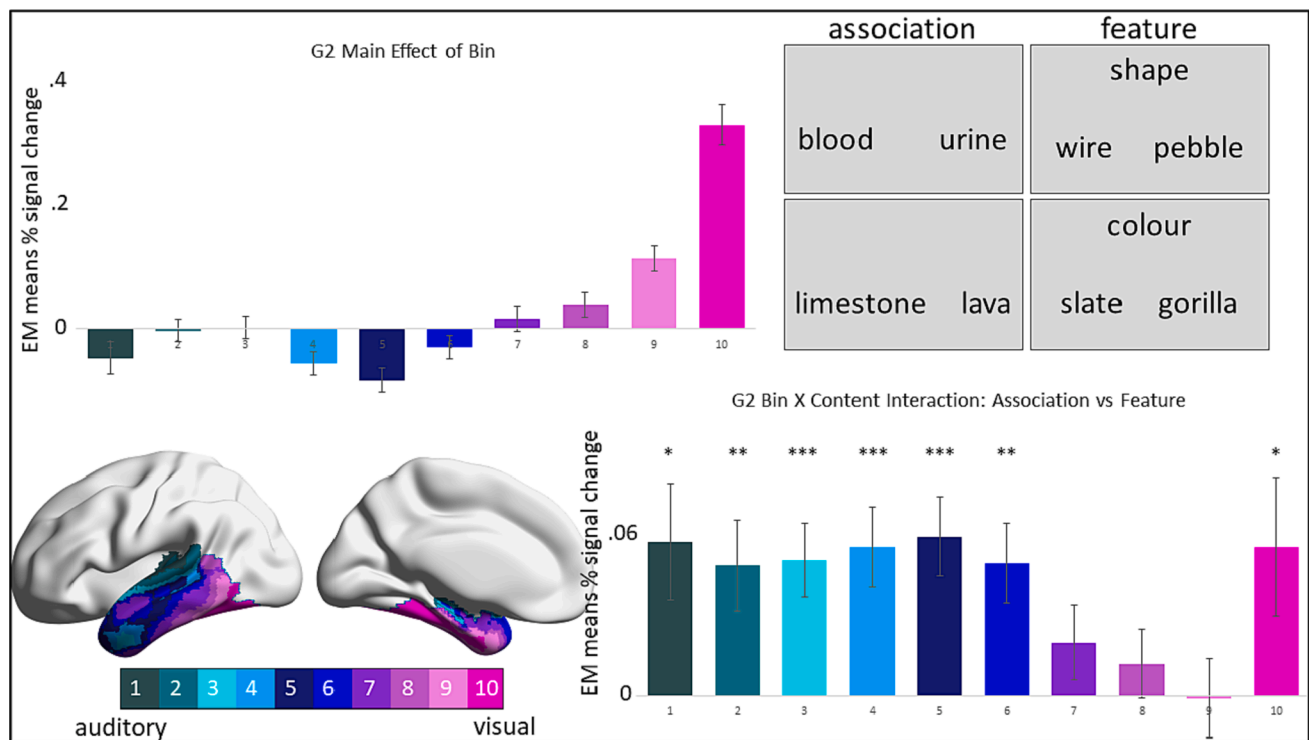 G2 Main Effect of Bin
EM means % signal change
.4
.2
0
2 3 4 5 6 7 8 9 10
association feature
blood urine
shape
wire pebble
limestone lava
colour
slate gorilla
G2 Bin X Content Interaction: Association vs Feature
EM means % signal change
* ** *** *** *** ** *
.06
0
1 2 3 4 5 6 7 8 9 10
1 2 3 4 5 6 7 8 9 10
auditory visual